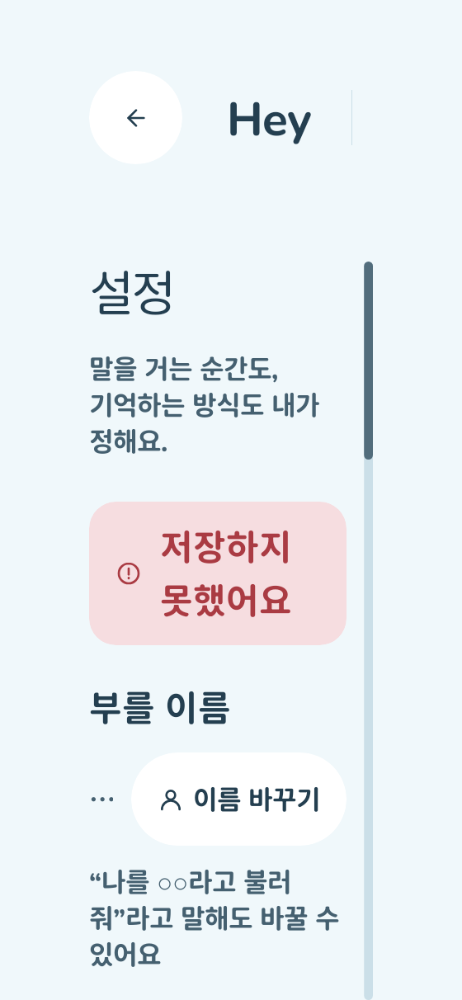 Hey
설정
말을 거는 순간도,
기억하는 방식도 내가
정해요.
저장하지
못했어요
부를 이름
… 이름 바꾸기
“나를 ○○라고 불러
줘”라고 말해도 바꿀 수
있어요